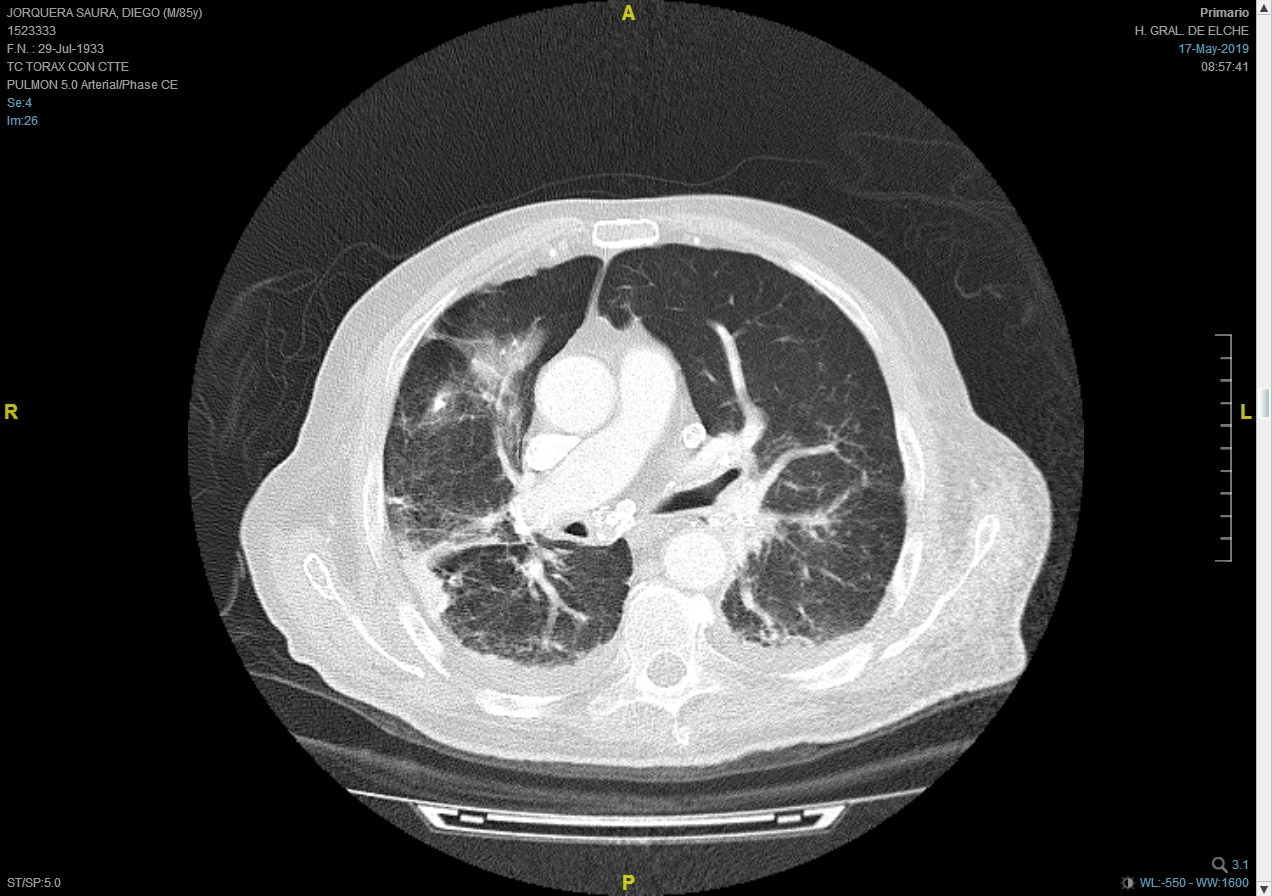 JORQUERA SAURA, DIEGO (M/85y)
1523333
F.N. : 29-Jul-1933
TC TORAX CON CTTE
PULMON 5.0 Arterial/Phase CE
Se:4
Im:26
A
Primario
H. GRAL. DE ELCHE
17-May-2019
08:57:41
R
L
3.1
ST/SP:5.0
P
WL:-550 - WW:1600